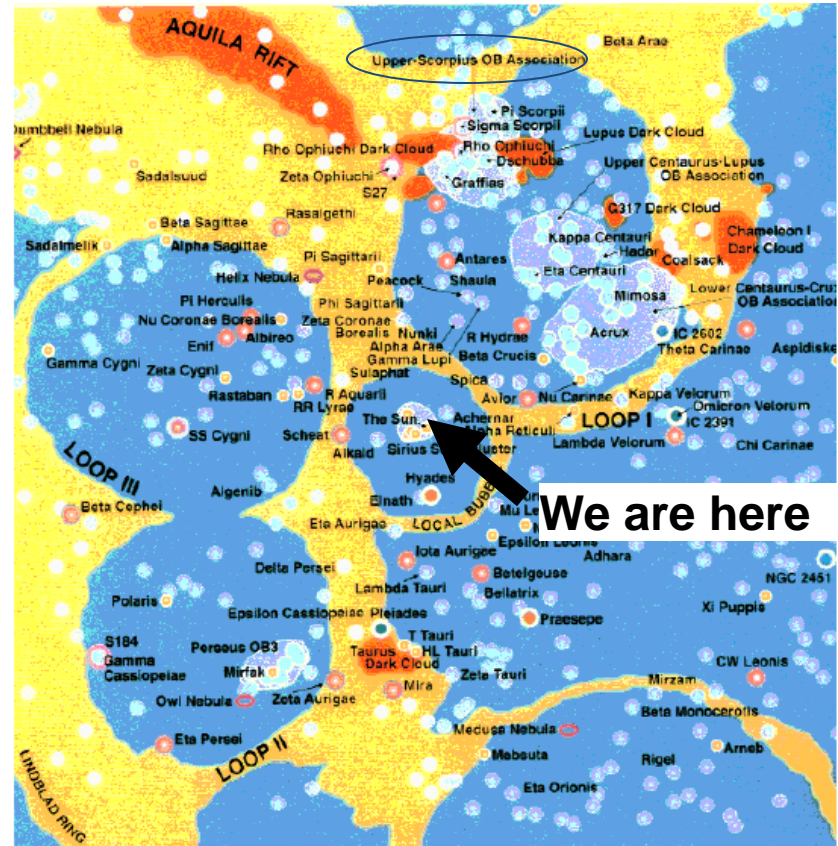 AQUILA RIFT
Upper-Scorpius OB Association
Beta Arae
Pi Scorpii
Sigma Scorpii
Dumbbell Nebula
Rho Ophiuchi Dark Cloud
Rho Ophiuchi
Lupus Dark Cloud
Dschubba
Sadalsuud
Zeta Ophiuchi
S27
Graffias
Upper Centaurus-Lupus
OB Association
Beta Sagittae
Rasalgethi
G317 Dark Cloud
Sadalmelik
Alpha Sagittae
Kappa Centauri
Hadar
Chameleon I
Dark Cloud
Pi Sagittarii
Antares
Coalsack
Helix Nebula
Peacock
Shaula
Eta Centauri
Mimosa
Lower Centaurus-Crux
OB Association
Pi Herculis
Phi Sagittarii
Nu Coronae Borealis
Zeta Coronae
Borealis
Nunki
Acrux
IC 2602
Enif
Albireo
Alpha Arae
R Hydrae
Theta Carinae
Aspidiske
Gamma Cygni
Gamma Lupi
Beta Crucis
Zeta Cygni
Sulaphat
Rastaban
R Aquarii
Spica
Avior
Nu Carinae
Kappa Velorum
RR Lyrae
The Sun
Achernar
LOOP I
Omicron Velorum
IC 2391
SS Cygni
Scheat
Alpha Reticuli
Lambda Velorum
Chi Carinae
Alkaid
LOOP III
Hyades
Algenib
Elnath
Beta Cephei
Eta Aurigae
LOCAL
We are here
Epsilon Leonis
Iota Aurigae
Adhara
Delta Persei
Betelgeuse
NGC 2451
Lambda Tauri
Bellatrix
Polaris
Epsilon Cassiopeiae
Pleiades
Praesepe
Xi Puppis
S184
Gamma
Cassiopeiae
Perseus OB3
T Tauri
HL Tauri
Taurus
Dark Cloud
Mirfak
Zeta Tauri
CW Leonis
Mira
Mirzam
Owl Nebula
Zeta Aurigae
Beta Monocerotis
Medusa Nebula
Eta Persei
Mebsuta
Rigel
Arneb
LOOP II
Eta Orionis
LINDBLAD RING